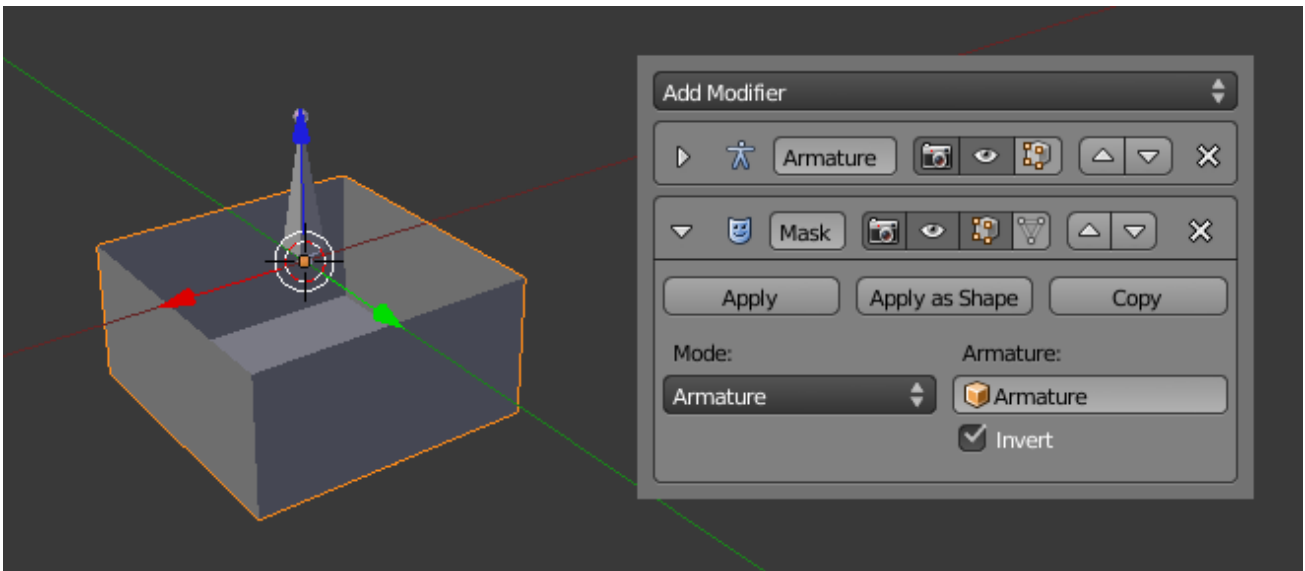 Add Modifier
Armature
Mask
Apply Apply as Shape Copy
Mode: Armature:
Armature Armature
Invert